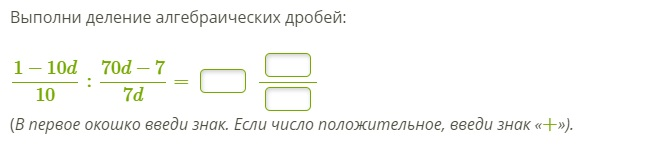 Выполни деление алгебраических дробей:
1 − 10d / 10 : 70d − 7 / 7d =
(В первое окошко введи знак. Если число положительное, введи знак «+»).